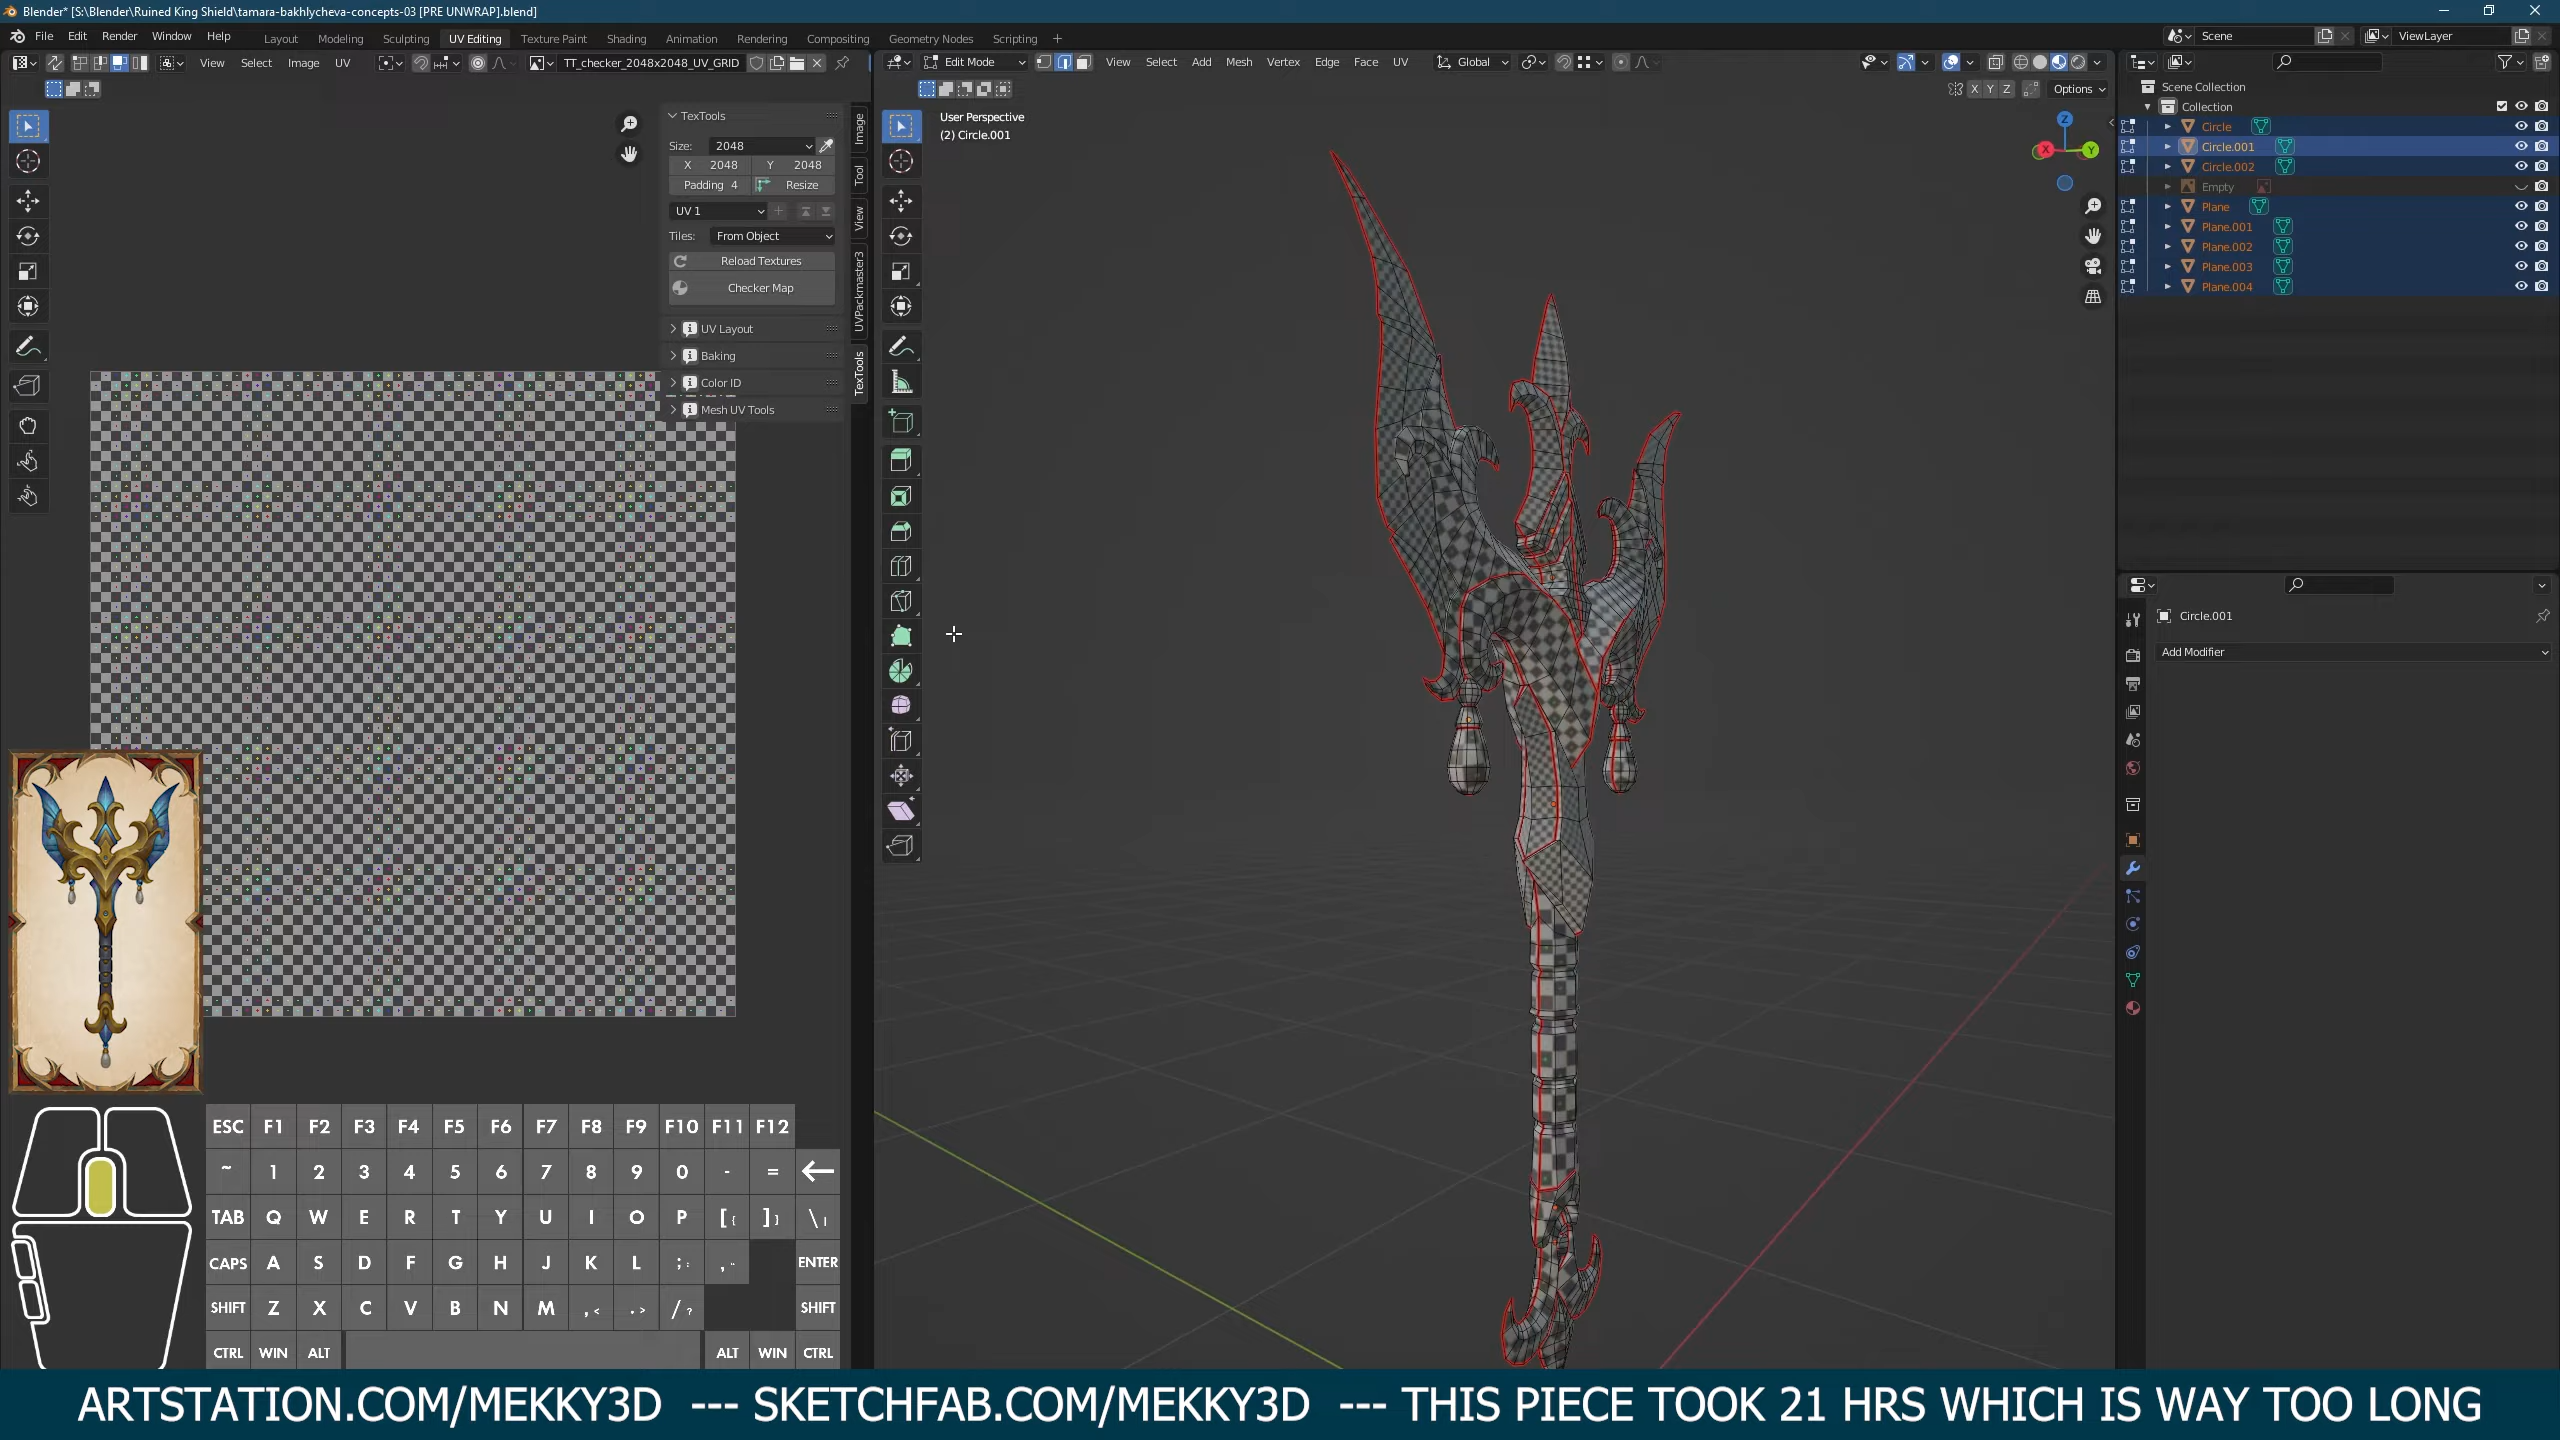 Blender* [S:\Blender\Ruined King Shield\tamara-bakhlycheva-concepts-03 [PRE UNWRAP].blend]
File Edit Render Window Help Layout Modeling Sculpting UV Editing Texture Paint Shading Animation Rendering Compositing Geometry Nodes Scripting + Scene ViewLayer
View Select Image UV TT_checker_2048x2048_UV_GRID Edit Mode View Select Add Mesh Vertex Edge Face UV Global
X Y Z Options
User Perspective
(2) Circle.001
TexTools
Size: 2048
X 2048 Y 2048
Padding 4 Resize
UV 1
Tiles: From Object
Reload Textures
Checker Map
UV Layout
Baking
Color ID
Mesh UV Tools
Image
Tool
View
UVPackmaster3
TexTools
Z
X
Y
Scene Collection
Collection
Circle
Circle.001
Circle.002
Empty
Plane
Plane.001
Plane.002
Plane.003
Plane.004
Circle.001
Add Modifier
ESC F1 F2 F3 F4 F5 F6 F7 F8 F9 F10 F11 F12
~ 1 2 3 4 5 6 7 8 9 0 - =
TAB Q W E R T Y U I O P [ { ] } \ |
CAPS A S D F G H J K L ; : , " ENTER
SHIFT Z X C V B N M , < . > / ? SHIFT
CTRL WIN ALT ALT WIN CTRL
ARTSTATION.COM/MEKKY3D --- SKETCHFAB.COM/MEKKY3D --- THIS PIECE TOOK 21 HRS WHICH IS WAY TOO LONG